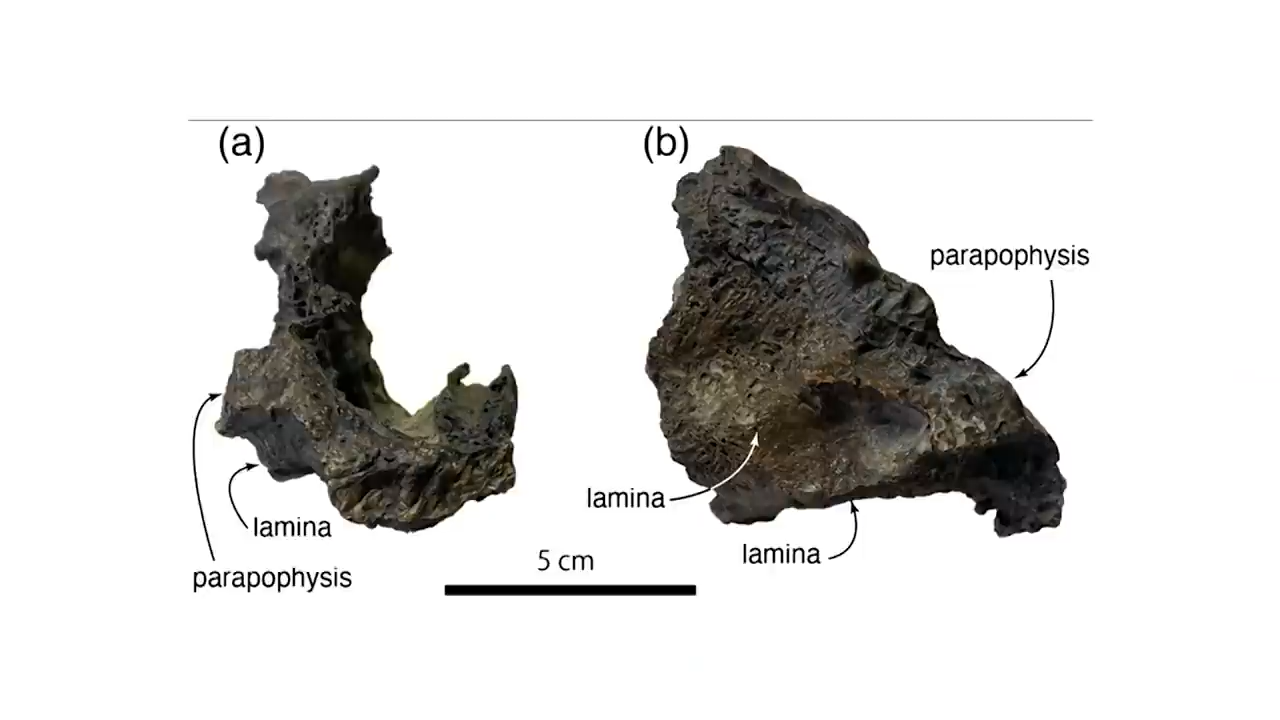 (a)
(b)
parapophysis
lamina
lamina
lamina
5 cm
parapophysis